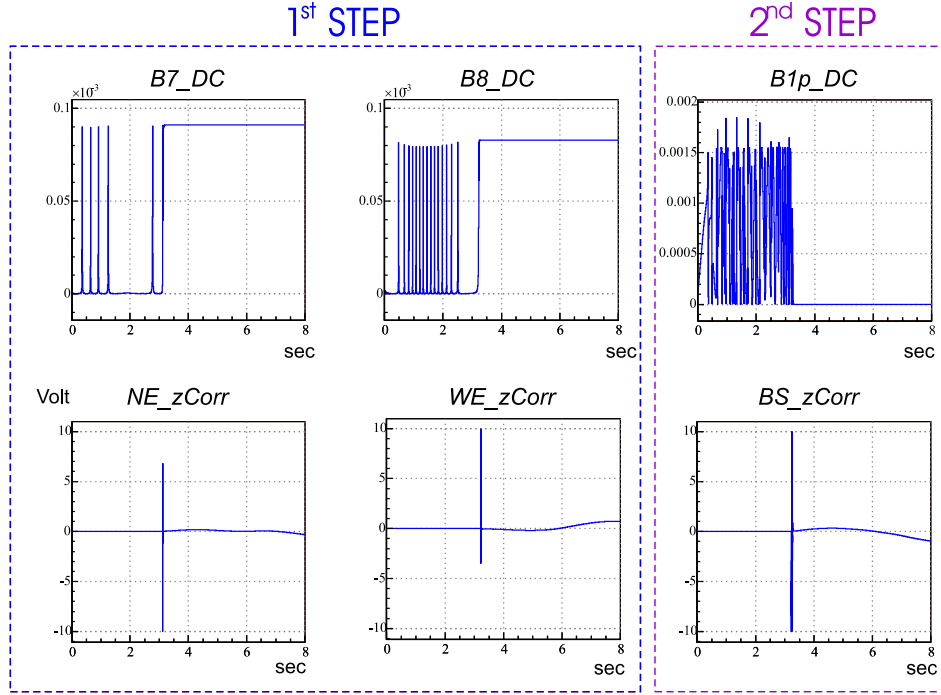 1st STEP
2nd STEP
B7_DC
B8_DC
B1p_DC
×10-3
0.1
0.05
0
0 2 4 6 8
sec
×10-3
0.1
0.05
0
0 2 4 6 8
sec
0.002
0.0015
0.001
0.0005
0
0 2 4 6 8
sec
Volt
NE_zCorr
WE_zCorr
BS_zCorr
10
5
0
-5
-10
0 2 4 6 8
sec
10
5
0
-5
-10
0 2 4 6 8
sec
10
5
0
-5
-10
0 2 4 6 8
sec